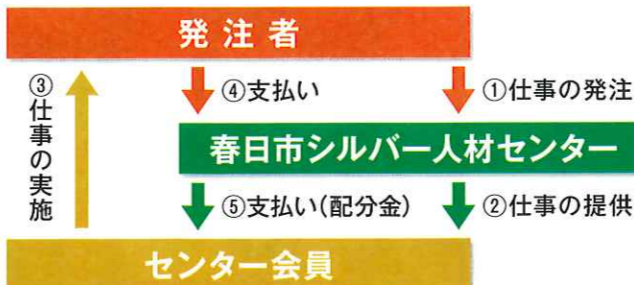 発注者
④支払い
①仕事の発注
③仕事の実施
春日市シルバー人材センター
⑤支払い(配分金)
②仕事の提供
センター会員